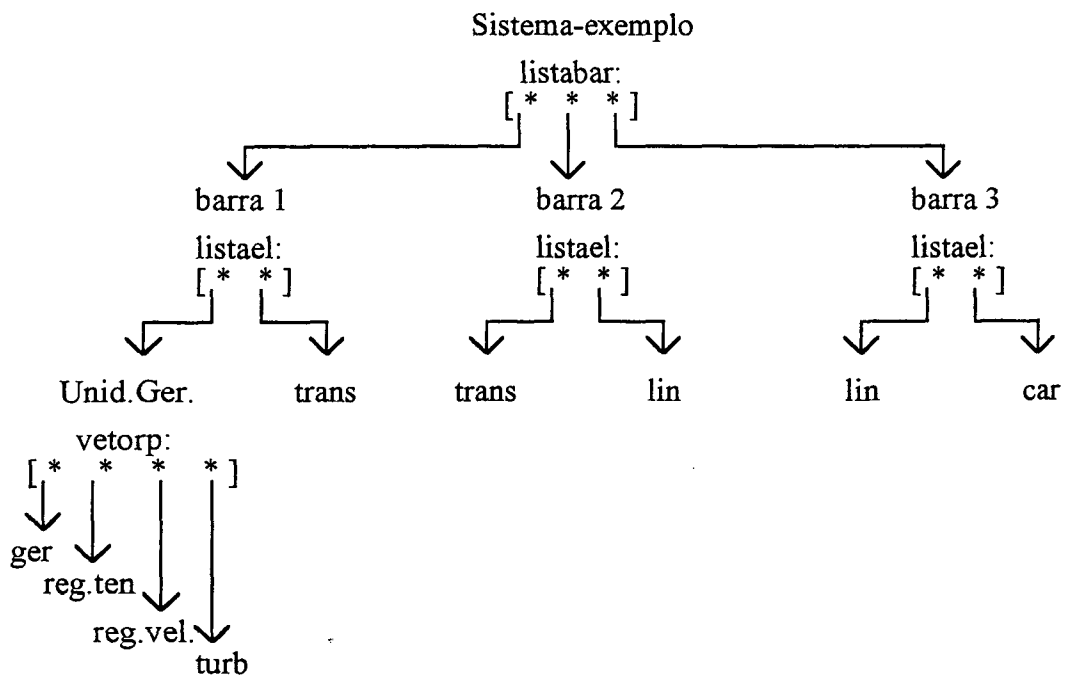 Sistema-exemplo
listabar:
[ * * * ]
barra 1 barra 2 barra 3
listael: listael: listael:
[ * * ] [ * * ] [ * * ]
Unid.Ger. trans trans lin lin car
vetorp:
[ * * * * ]
ger
reg.ten
reg.vel.
turb